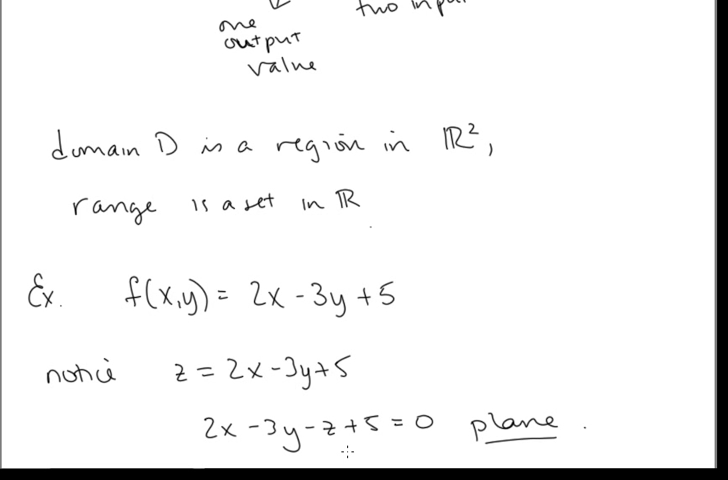 one two
output
value
domain D is a region in ℝ²,
range is a set in ℝ
Ex. f(x,y) = 2x - 3y + 5
notice z = 2x - 3y + 5
2x - 3y - z + 5 = 0 plane.